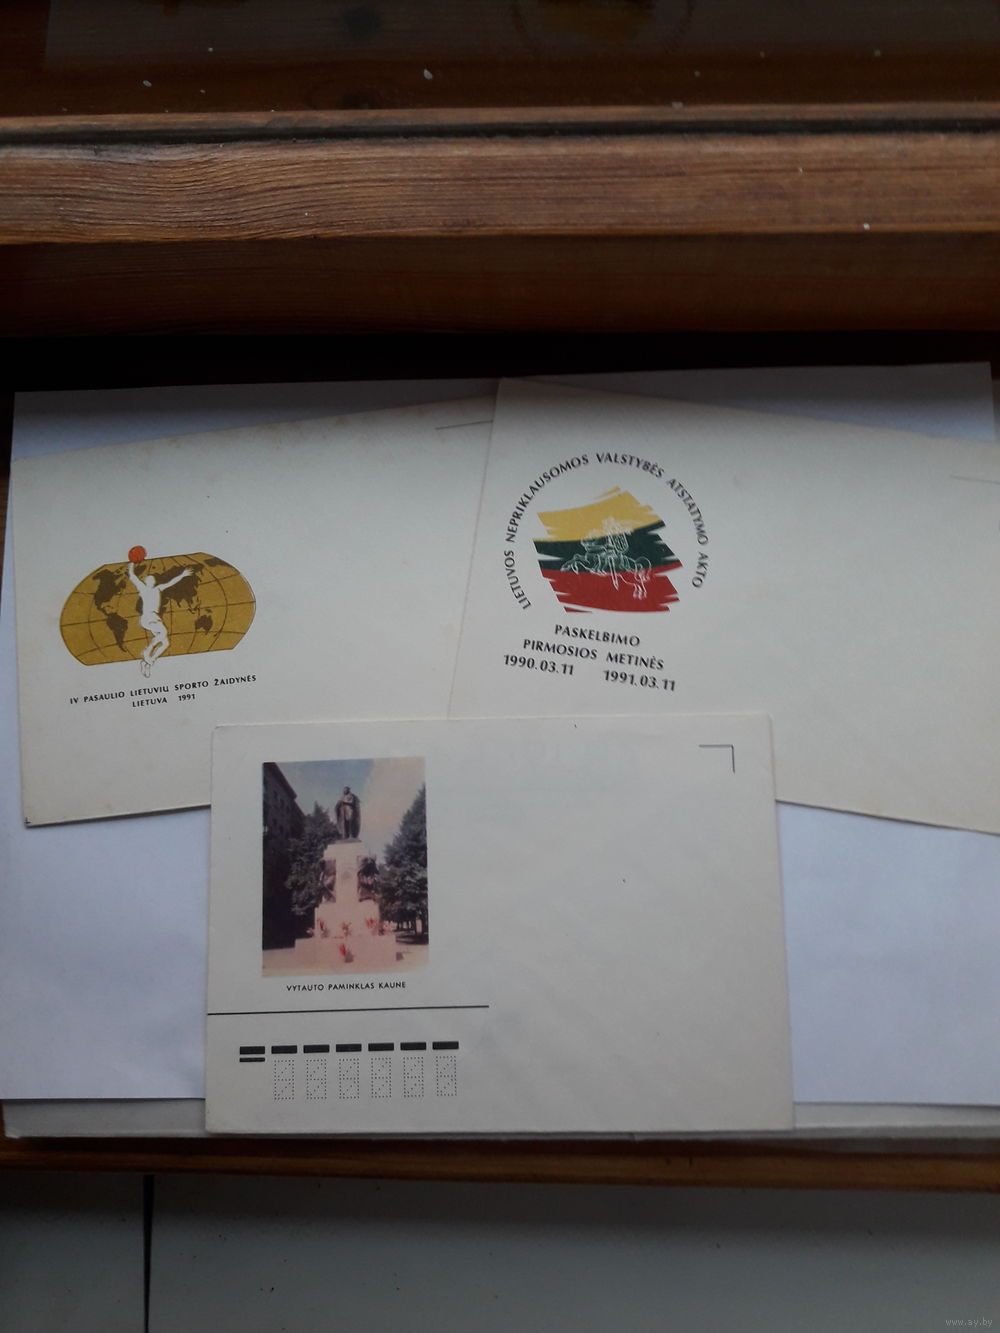 IV PASAULIO LIETUVIŲ SPORTO ŽAIDYNĖS
LIETUVA 1991
LIETUVOS NEPRIKLAUSOMOS VALSTYBĖS ATSTATYMO AKTO
PASKELBIMO
PIRMOSIOS METINĖS
1990.03.11 1991.03.11
VYTAUTO PAMINKLAS KAUNE
www.ay.by